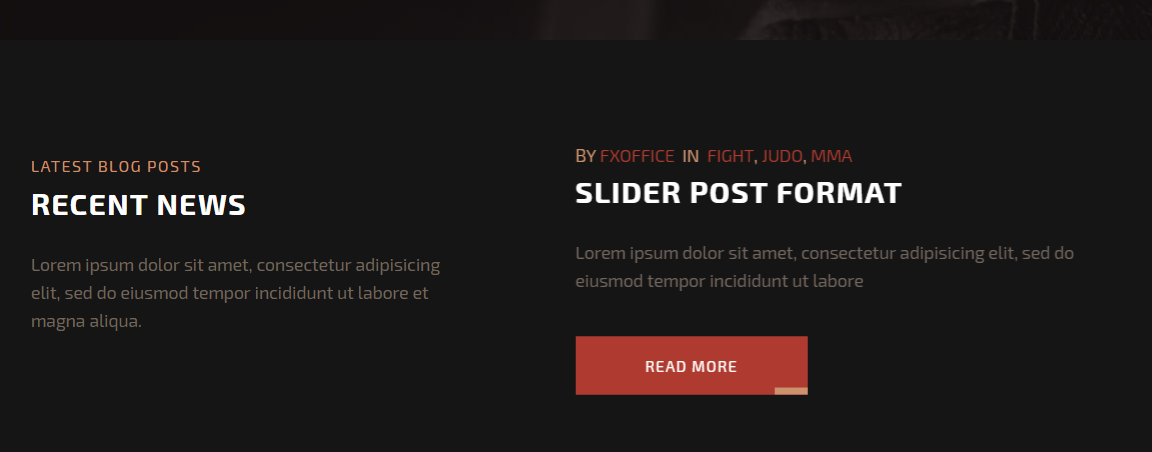 LATEST BLOG POSTS
RECENT NEWS
Lorem ipsum dolor sit amet, consectetur adipisicing
elit, sed do eiusmod tempor incididunt ut labore et
magna aliqua.
BY FXOFFICE IN FIGHT, JUDO, MMA
SLIDER POST FORMAT
Lorem ipsum dolor sit amet, consectetur adipisicing elit, sed do
eiusmod tempor incididunt ut labore
READ MORE